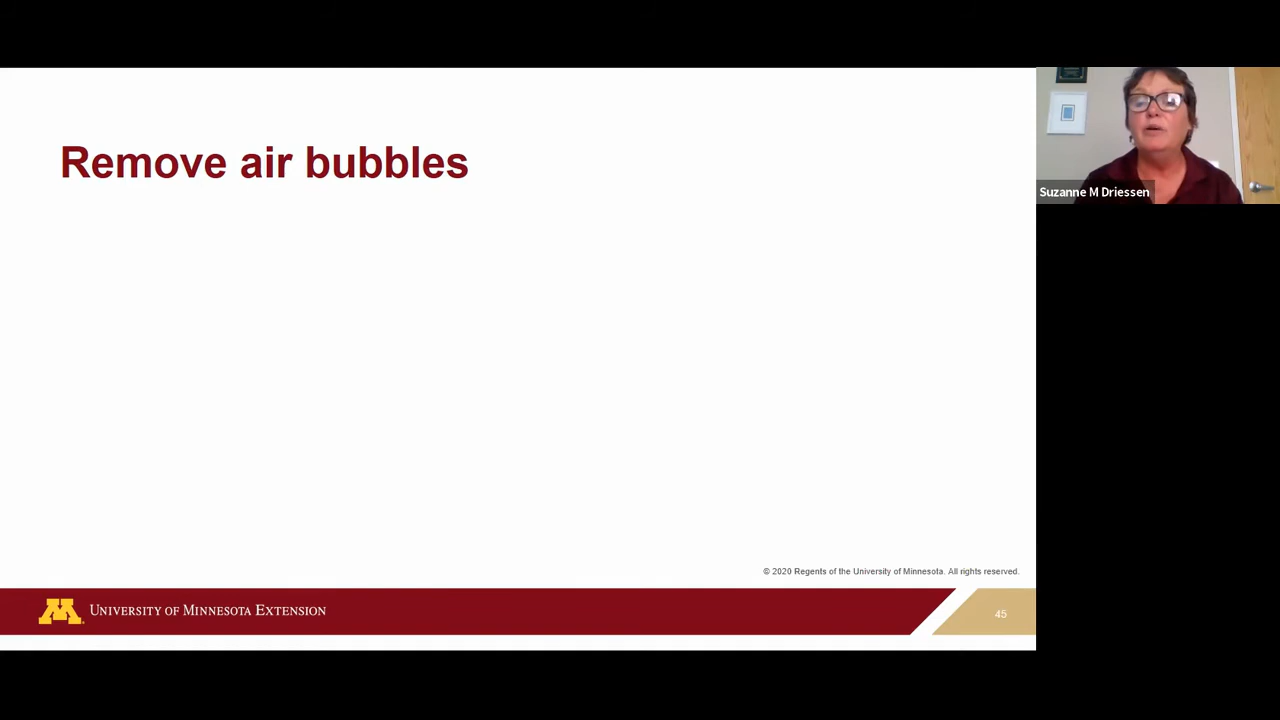 Remove air bubbles
Suzanne M Driessen
© 2020 Regents of the University of Minnesota. All rights reserved.
UNIVERSITY OF MINNESOTA EXTENSION
45